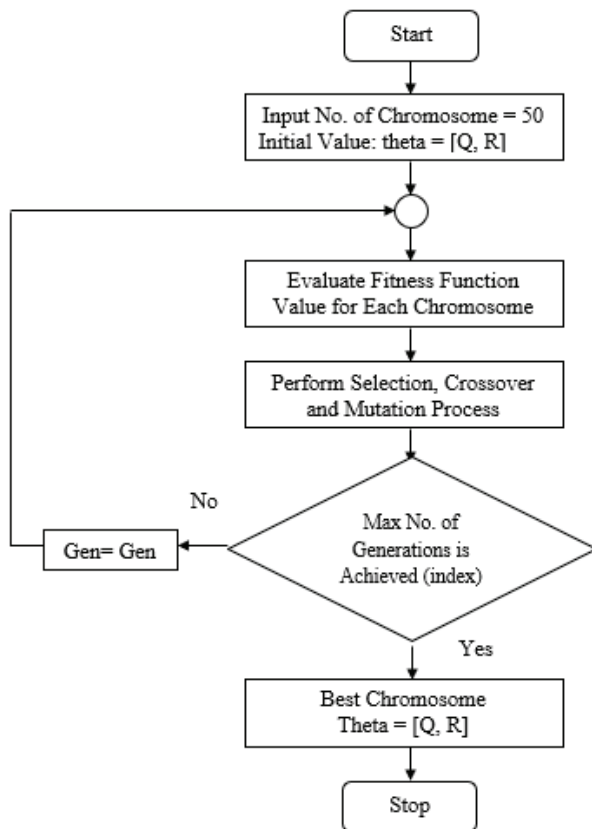 Start
Input No. of Chromosome = 50
Initial Value: theta = [Q, R]
Evaluate Fitness Function
Value for Each Chromosome
Perform Selection, Crossover
and Mutation Process
No
Max No. of
Generations is
Achieved (index)
Gen= Gen
Yes
Best Chromosome
Theta = [Q, R]
Stop